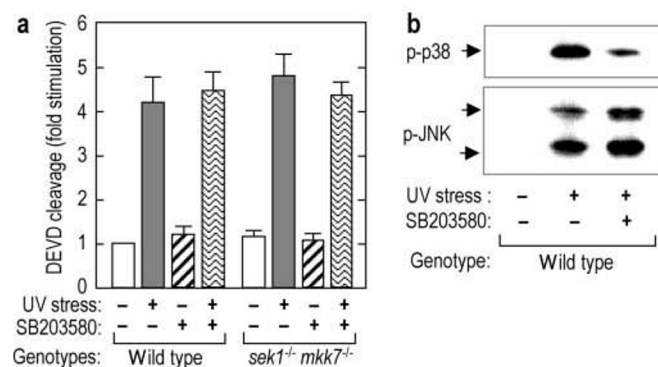 a
DEVD cleavage (fold stimulation)
6
5
4
3
2
1
0
UV stress: – + – + – + – +
SB203580: – – + + – – + +
Genotypes: Wild type sek1-/- mkk7-/-
b
p-p38
p-JNK
UV stress : – + +
SB203580: – – +
Genotype: Wild type